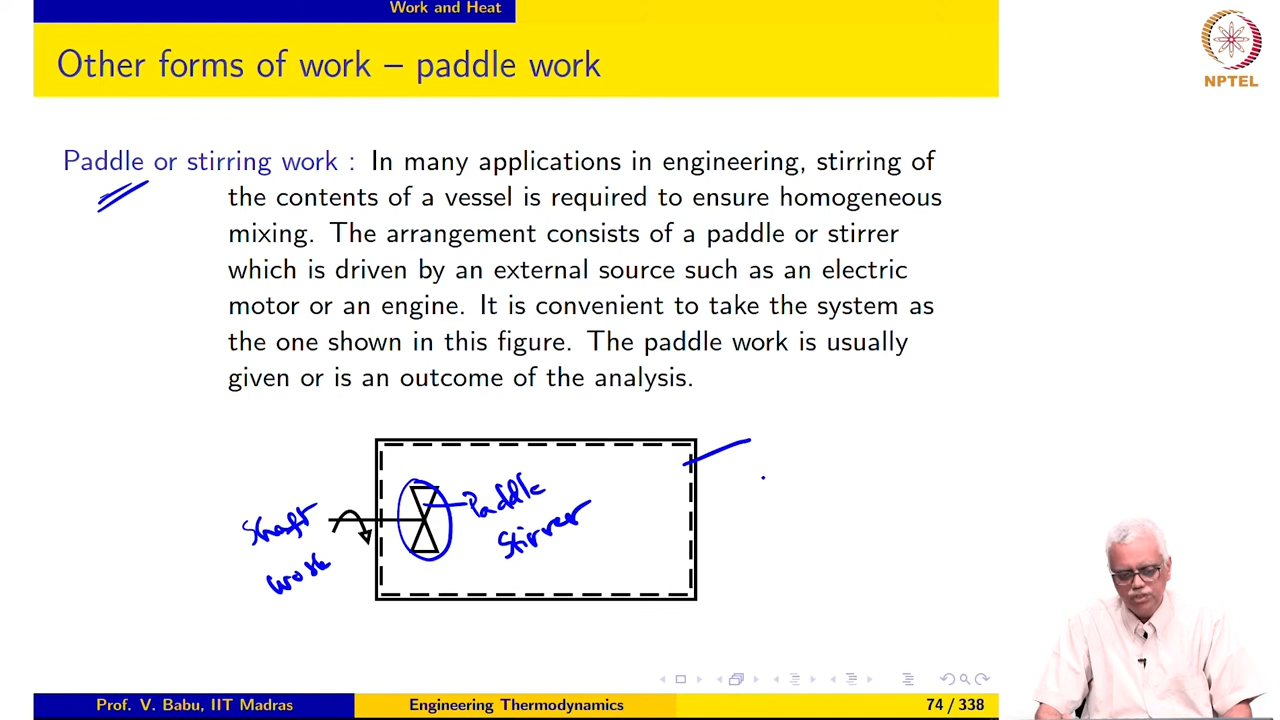 Work and Heat
Other forms of work – paddle work
NPTEL
Paddle or stirring work : In many applications in engineering, stirring of
the contents of a vessel is required to ensure homogeneous
mixing. The arrangement consists of a paddle or stirrer
which is driven by an external source such as an electric
motor or an engine. It is convenient to take the system as
the one shown in this figure. The paddle work is usually
given or is an outcome of the analysis.
Paddle
Stirrer
Shaft
work
Prof. V. Babu, IIT Madras
Engineering Thermodynamics
74 / 338